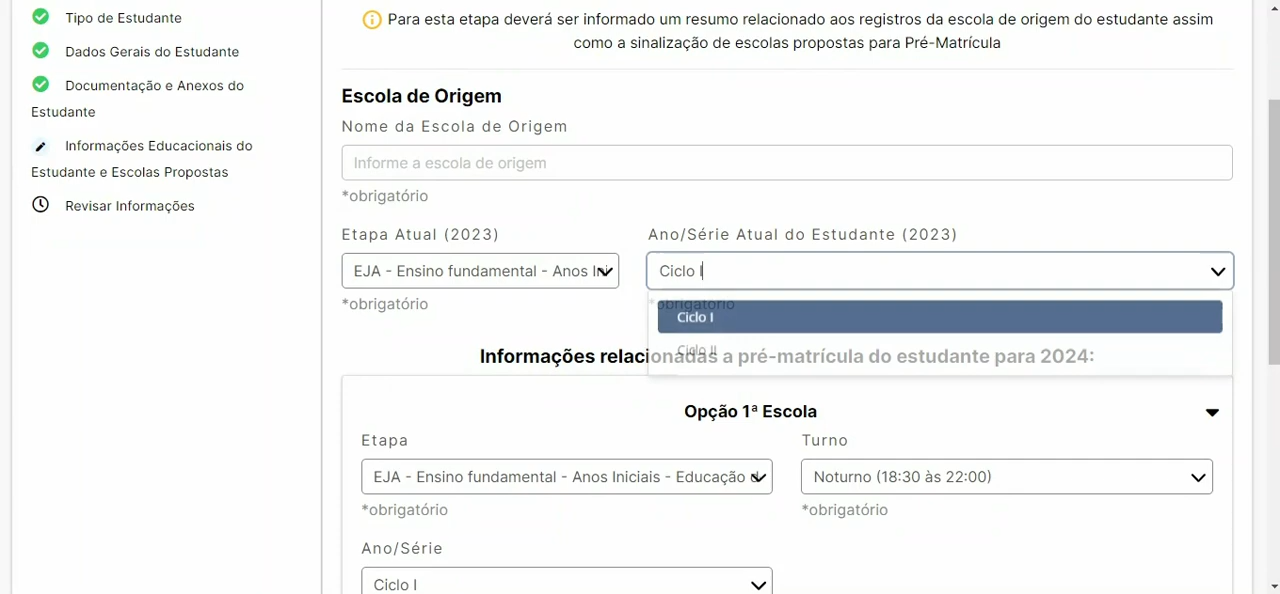 Tipo de Estudante
Dados Gerais do Estudante
Documentação e Anexos do
Estudante
Informações Educacionais do
Estudante e Escolas Propostas
Revisar Informações
Para esta etapa deverá ser informado um resumo relacionado aos registros da escola de origem do estudante assim
como a sinalização de escolas propostas para Pré-Matrícula
Escola de Origem
Nome da Escola de Origem
Informe a escola de origem
*obrigatório
Etapa Atual (2023)
Ano/Série Atual do Estudante (2023)
EJA - Ensino fundamental - Anos Ini
Ciclo I
*obrigatório
*obrigatório
Ciclo I
Ciclo II
Informações relacionadas a pré-matrícula do estudante para 2024:
Opção 1ª Escola
Etapa
Turno
EJA - Ensino fundamental - Anos Iniciais - Educação d
Noturno (18:30 às 22:00)
*obrigatório
*obrigatório
Ano/Série
Ciclo I